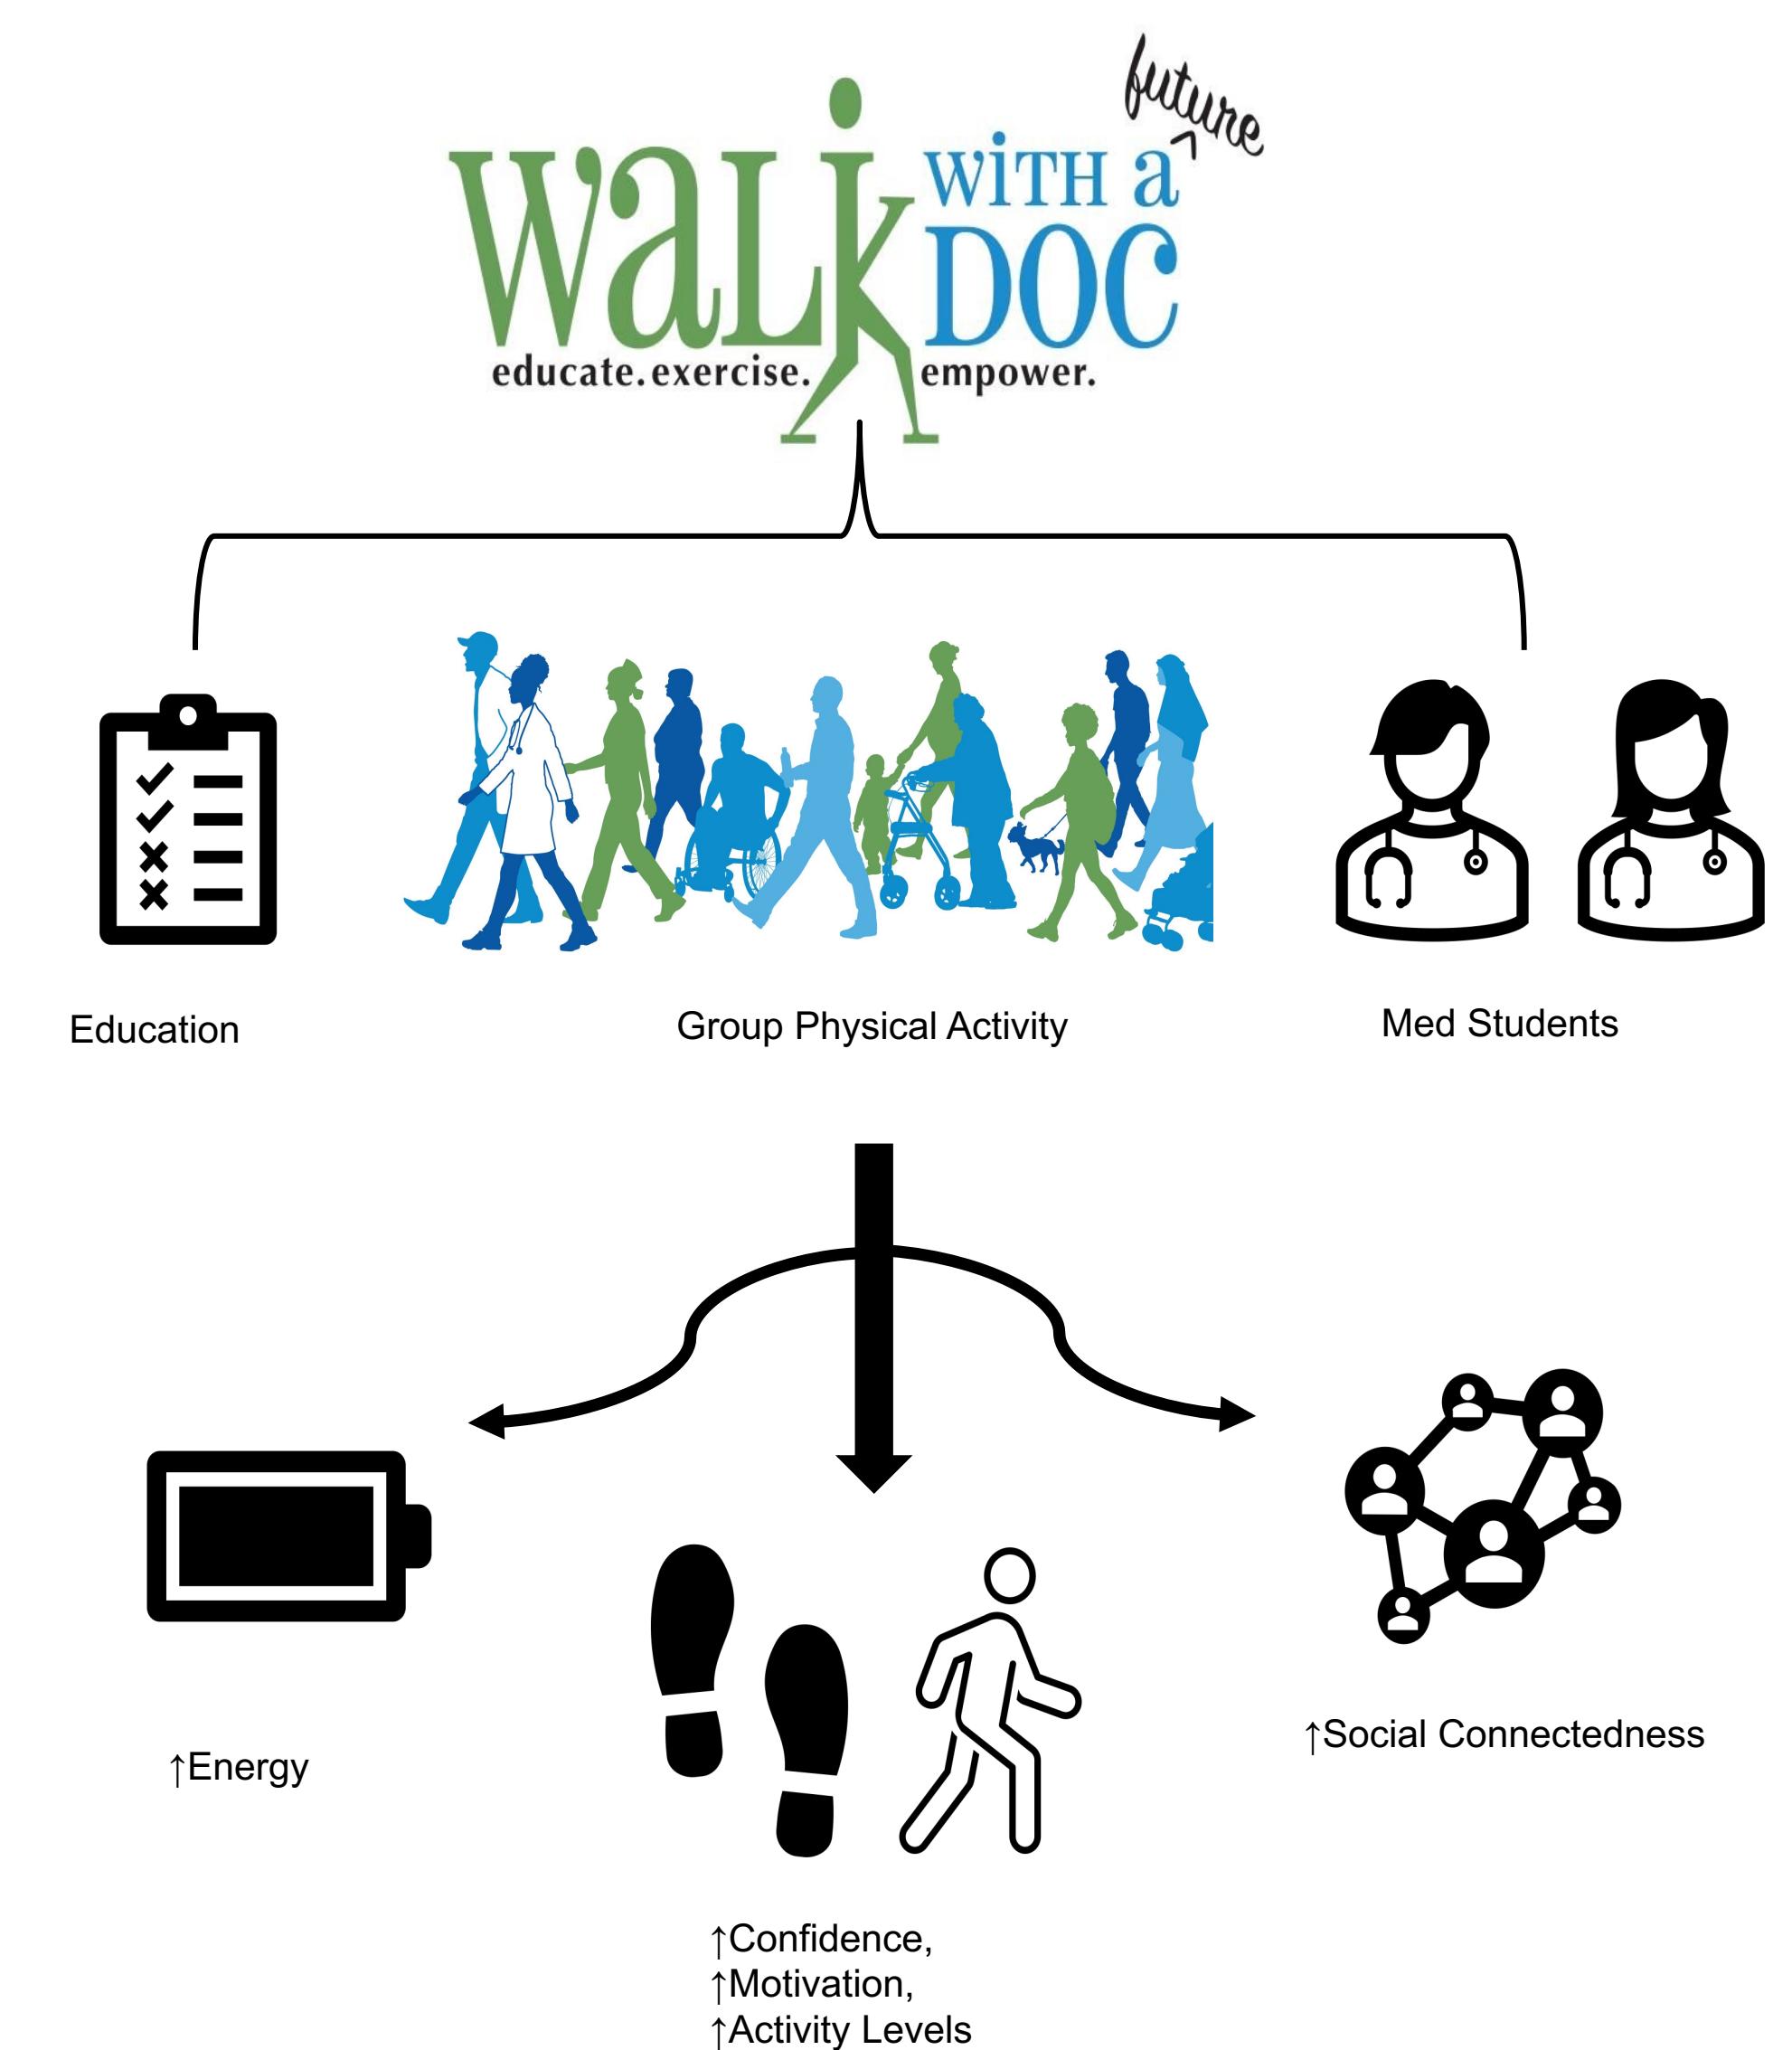 future
WaLk WiTH a
DOC
educate. exercise. empower.
Education
Group Physical Activity
Med Students
↑Energy
↑Social Connectedness
↑Confidence,
↑Motivation,
↑Activity Levels